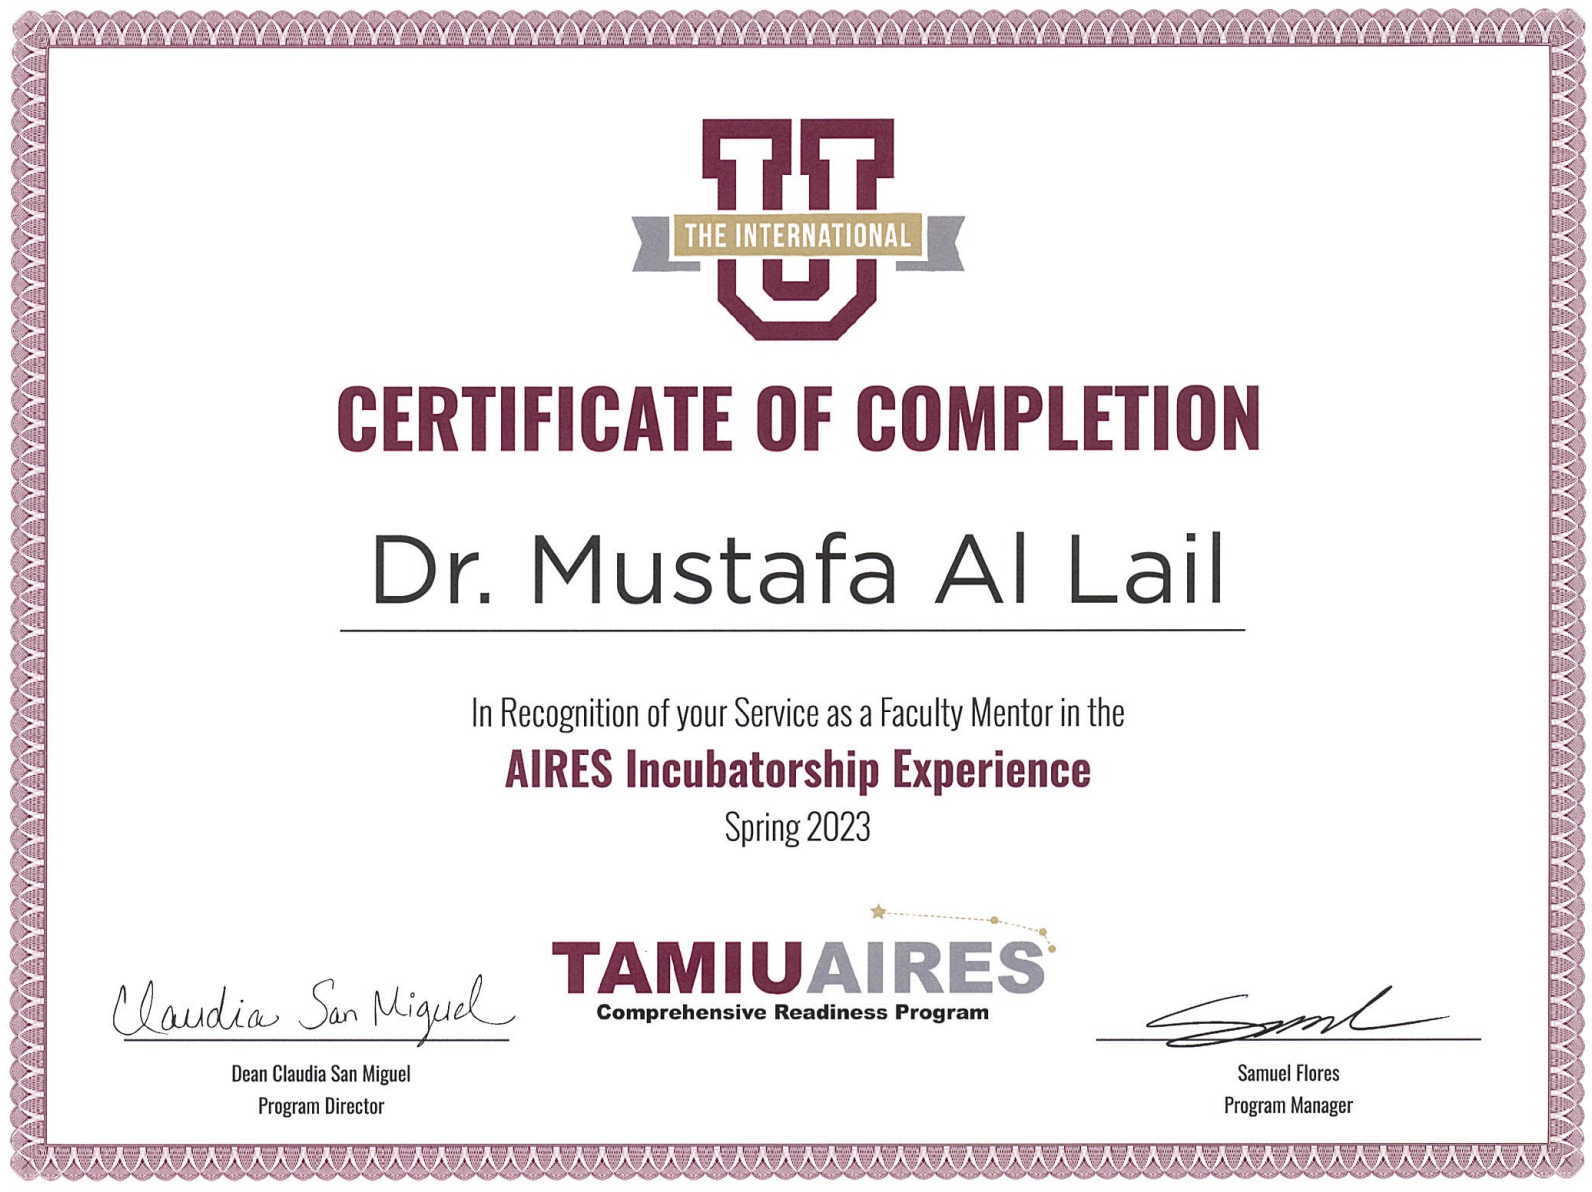 THE INTERNATIONAL
U
CERTIFICATE OF COMPLETION
Dr. Mustafa Al Lail
In Recognition of your Service as a Faculty Mentor in the
AIRES Incubatorship Experience
Spring 2023
TAMIUAIRES
Comprehensive Readiness Program
Claudia San Miguel
Dean Claudia San Miguel
Program Director
Samuel Flores
Program Manager